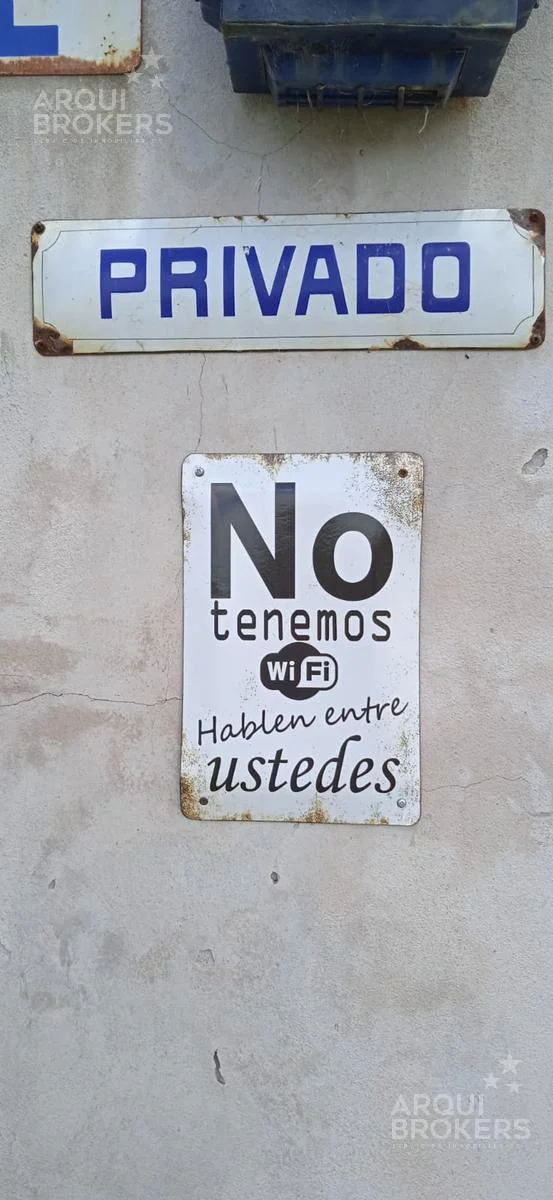 ARQUI
BROKERS
PRIVADO
No
tenemos
WiFi
Hablen entre
ustedes
ARQUI
BROKERS